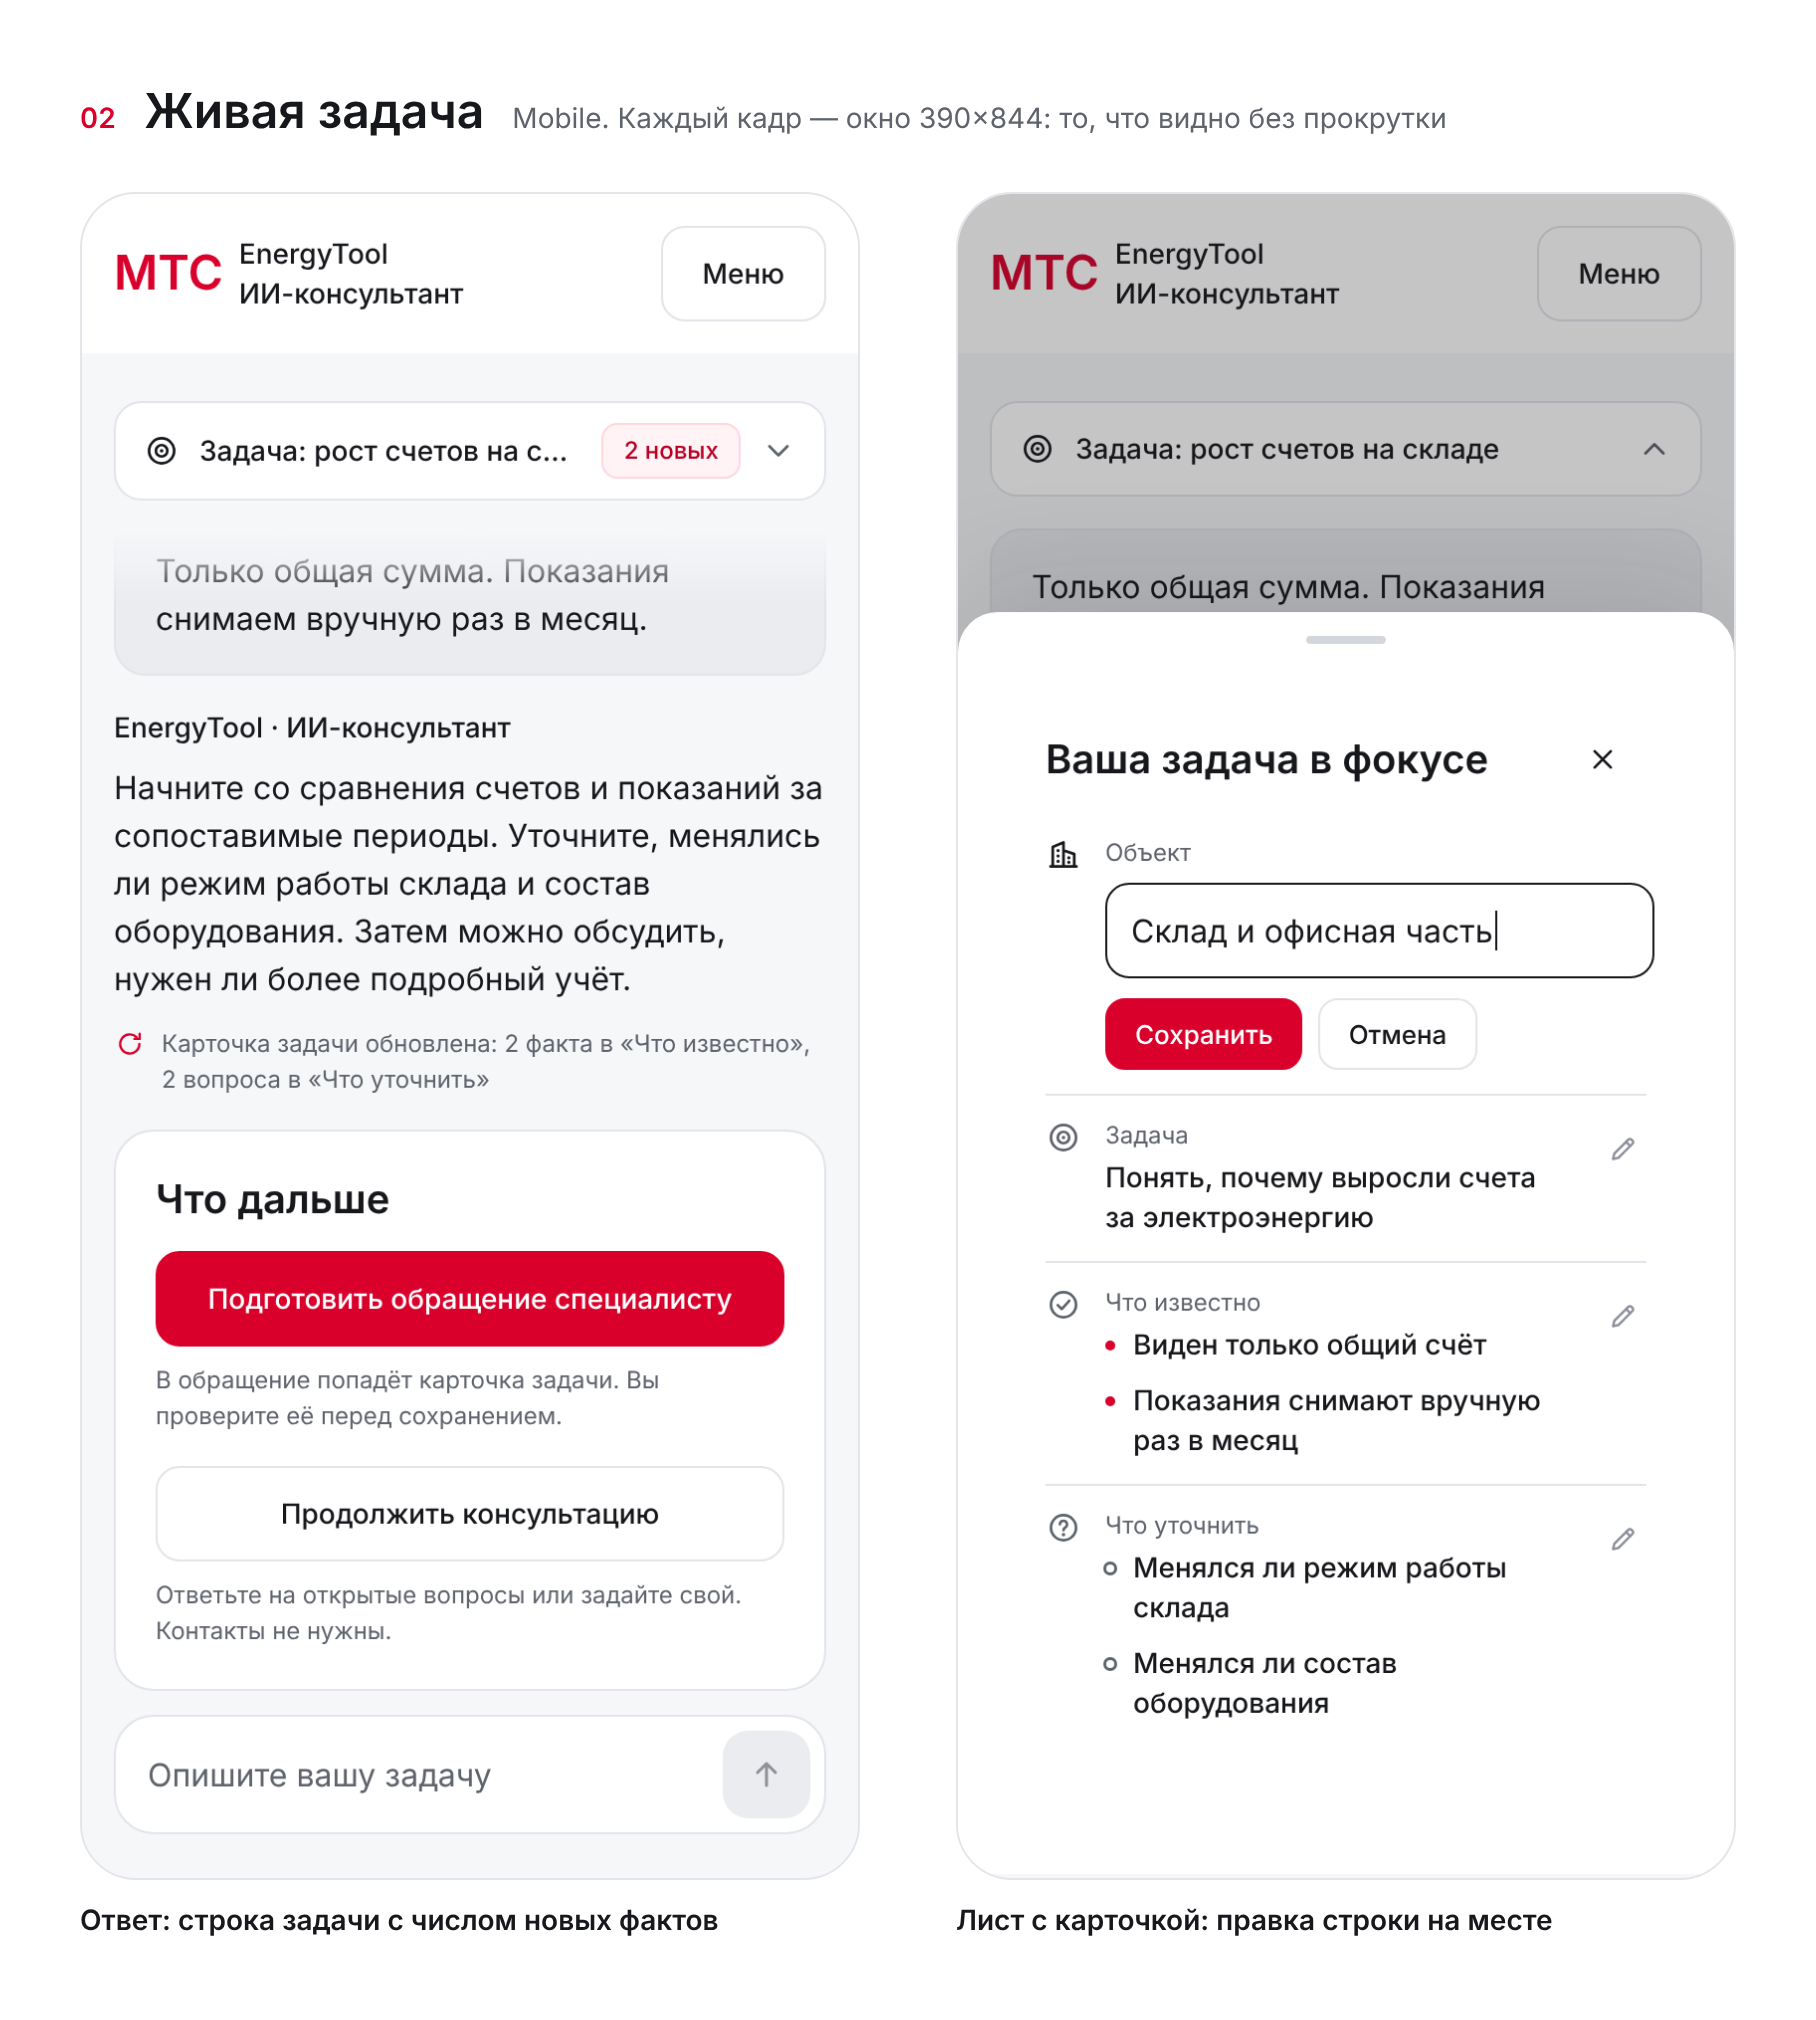 02 Живая задача Mobile. Каждый кадр — окно 390×844: то, что видно без прокрутки
МТС
EnergyTool
ИИ-консультант
Меню
Задача: рост счетов на с...
2 новых
Только общая сумма. Показания
снимаем вручную раз в месяц.
EnergyTool · ИИ-консультант
Начните со сравнения счетов и показаний за
сопоставимые периоды. Уточните, менялись
ли режим работы склада и состав
оборудования. Затем можно обсудить,
нужен ли более подробный учёт.
Карточка задачи обновлена: 2 факта в «Что известно»,
2 вопроса в «Что уточнить»
Что дальше
Подготовить обращение специалисту
В обращение попадёт карточка задачи. Вы
проверите её перед сохранением.
Продолжить консультацию
Ответьте на открытые вопросы или задайте свой.
Контакты не нужны.
Опишите вашу задачу
Ответ: строка задачи с числом новых фактов
МТС
EnergyTool
ИИ-консультант
Меню
Задача: рост счетов на складе
Только общая сумма. Показания
Ваша задача в фокусе
Объект
Склад и офисная часть
Сохранить
Отмена
Задача
Понять, почему выросли счета
за электроэнергию
Что известно
Виден только общий счёт
Показания снимают вручную
раз в месяц
Что уточнить
Менялся ли режим работы
склада
Менялся ли состав
оборудования
Лист с карточкой: правка строки на месте